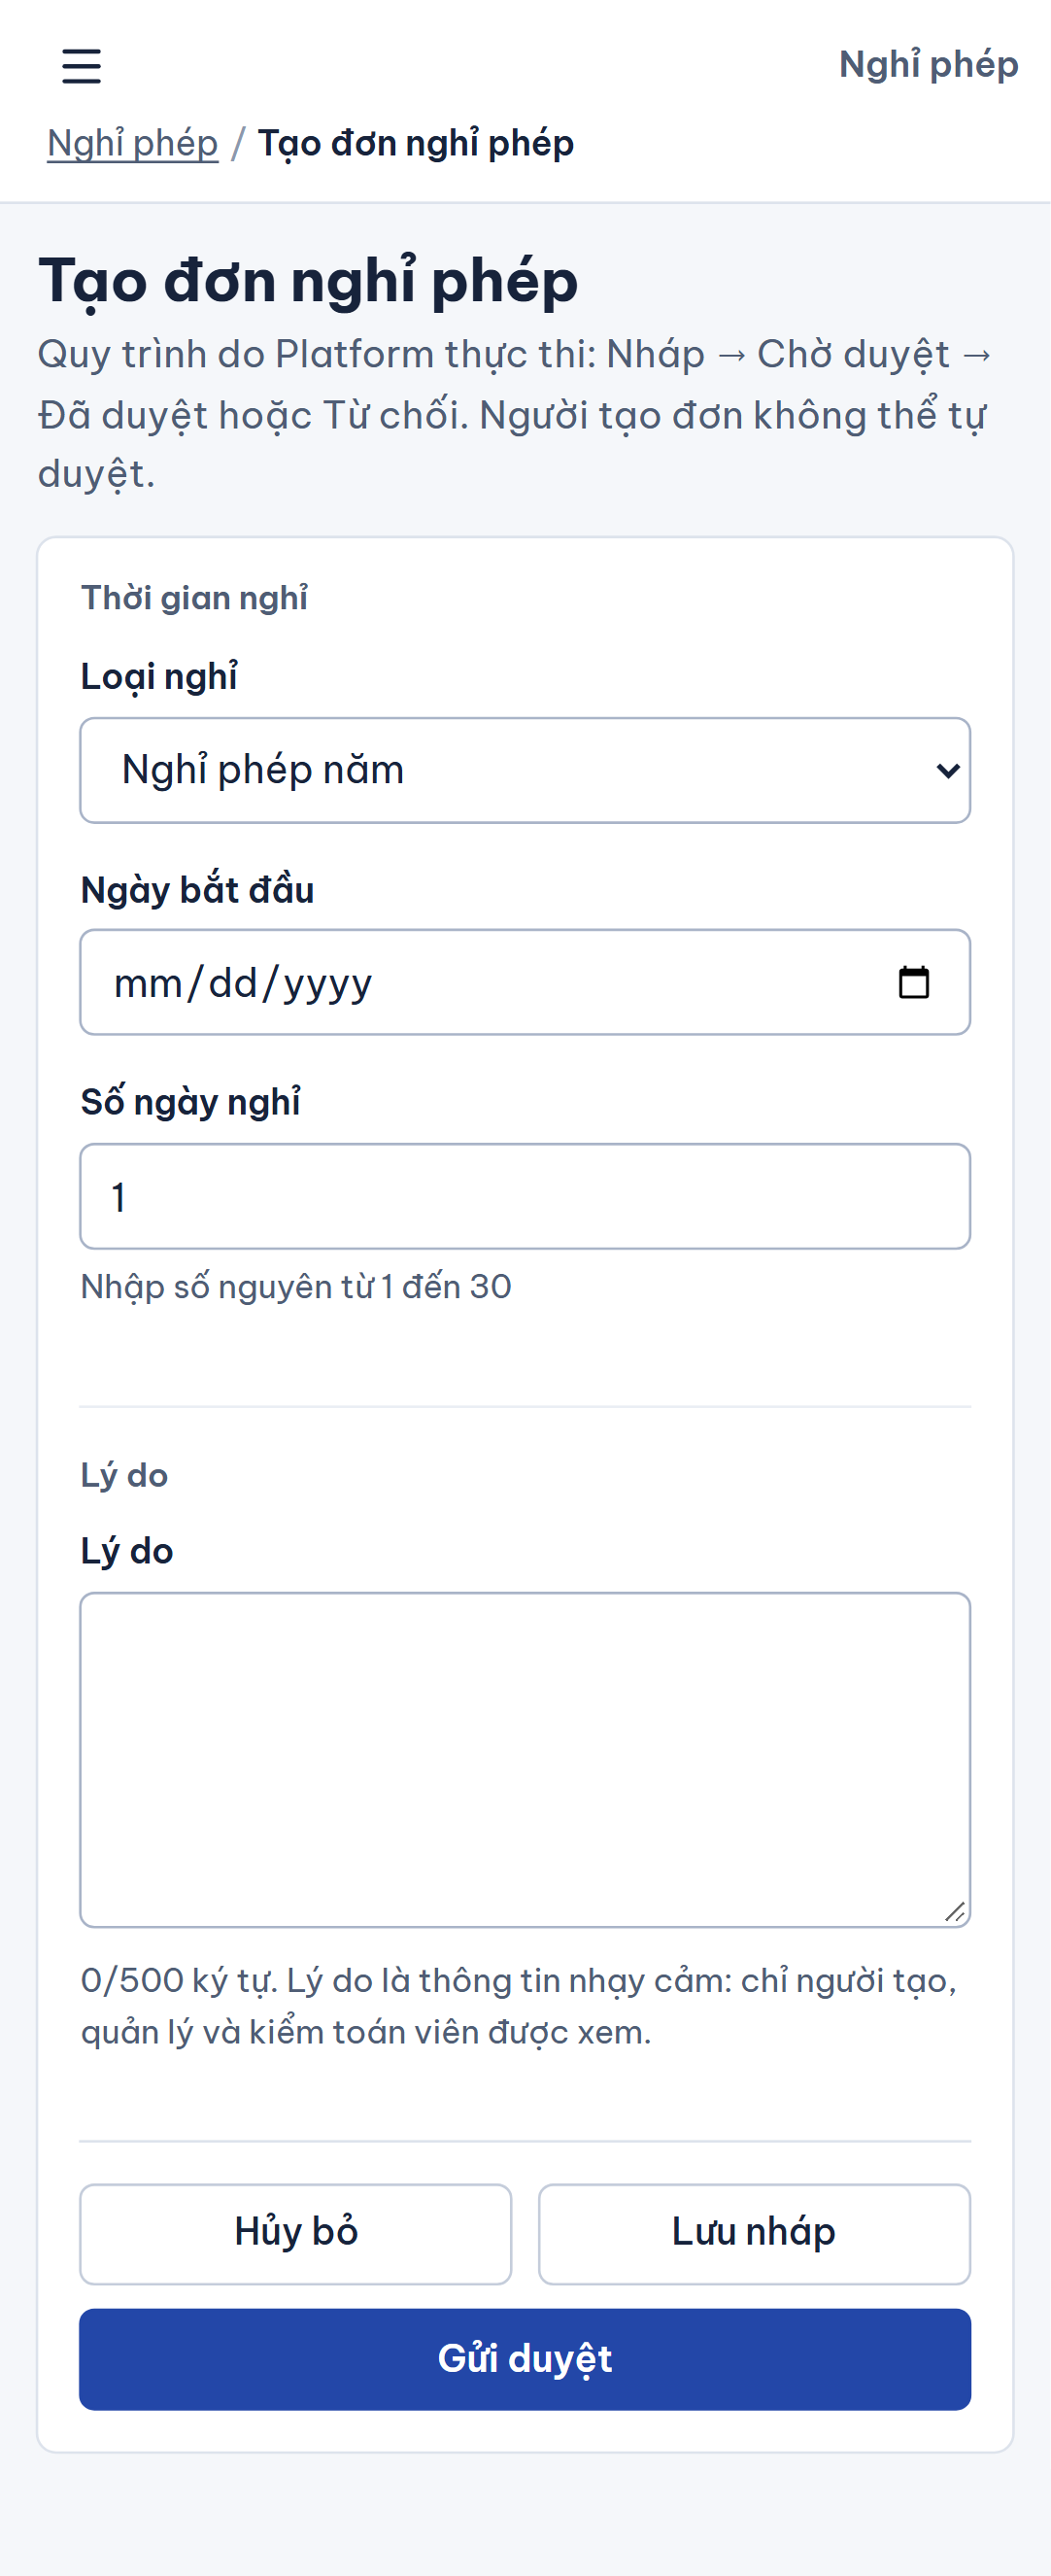 Nghỉ phép
Nghỉ phép / Tạo đơn nghỉ phép
Tạo đơn nghỉ phép
Quy trình do Platform thực thi: Nháp → Chờ duyệt →
Đã duyệt hoặc Từ chối. Người tạo đơn không thể tự
duyệt.
Thời gian nghỉ
Loại nghỉ
Nghỉ phép năm
Ngày bắt đầu
mm/dd/yyyy
Số ngày nghỉ
1
Nhập số nguyên từ 1 đến 30
Lý do
Lý do
0/500 ký tự. Lý do là thông tin nhạy cảm: chỉ người tạo,
quản lý và kiểm toán viên được xem.
Hủy bỏ
Lưu nháp
Gửi duyệt